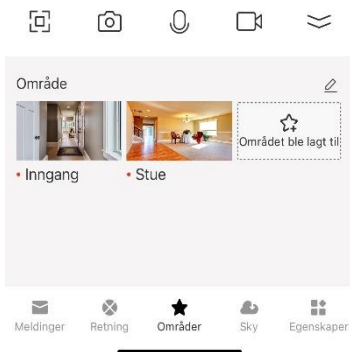 Område
Området ble lagt til
• Inngang
• Stue
Meldinger
Retning
Områder
Sky
Egenskaper